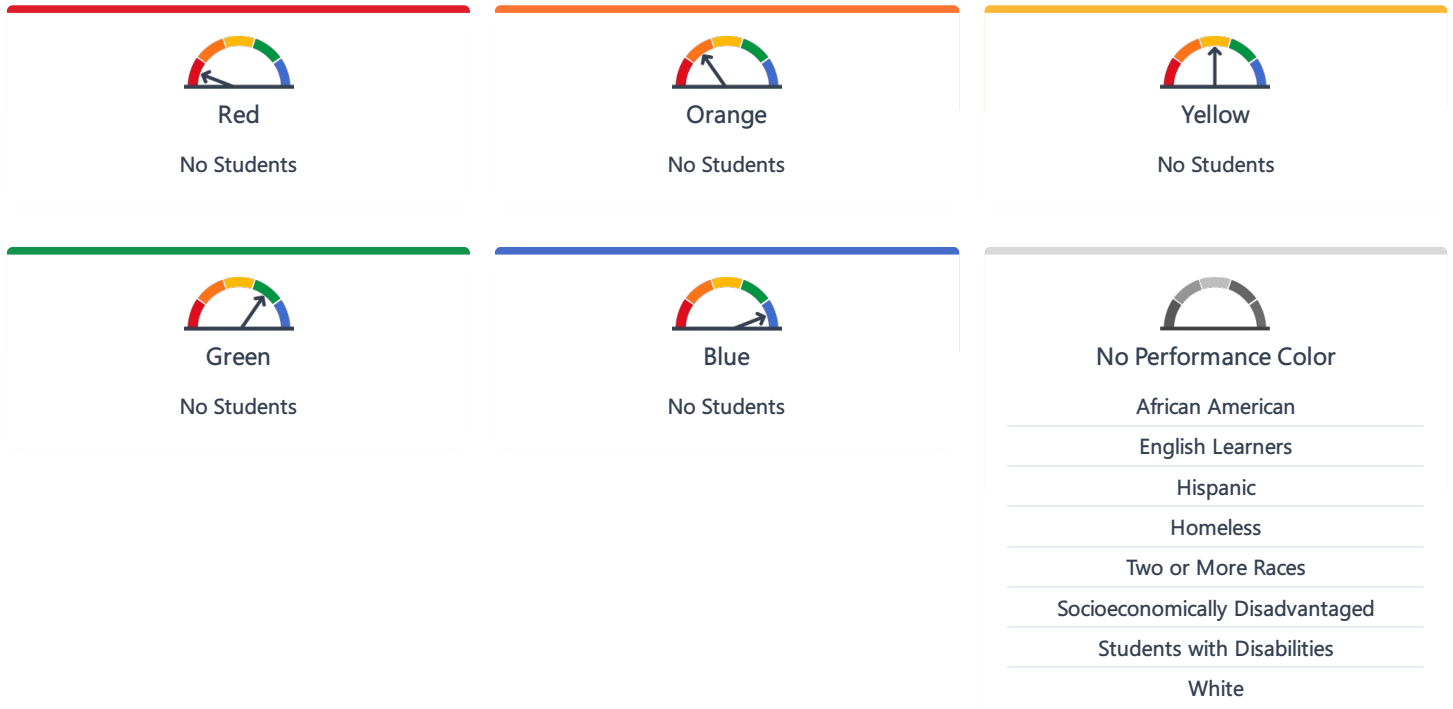 Red
No Students
Orange
No Students
Yellow
No Students
Green
No Students
Blue
No Students
No Performance Color
African American
English Learners
Hispanic
Homeless
Two or More Races
Socioeconomically Disadvantaged
Students with Disabilities
White